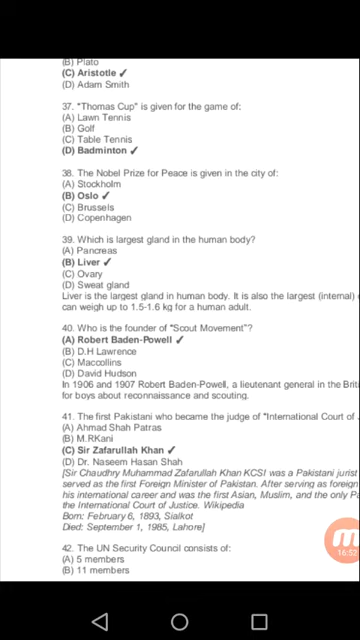 (B) Plato
(C) Aristotle ✓
(D) Adam Smith
37. "Thomas Cup" is given for the game of:
(A) Lawn Tennis
(B) Golf
(C) Table Tennis
(D) Badminton ✓
38. The Nobel Prize for Peace is given in the city of:
(A) Stockholm
(B) Oslo ✓
(C) Brussels
(D) Copenhagen
39. Which is largest gland in the human body?
(A) Pancreas
(B) Liver ✓
(C) Ovary
(D) Sweat gland
Liver is the largest gland in human body. It is also the largest (internal)
can weigh up to 1.5-1.6 kg for a human adult.
40. Who is the founder of "Scout Movement"?
(A) Robert Baden-Powell ✓
(B) D.H Lawrence
(C) Maccollins
(D) David Hudson
In 1906 and 1907 Robert Baden-Powell, a lieutenant general in the Brit
for boys about reconnaissance and scouting.
41. The first Pakistani who became the judge of "International Court of
(A) Ahmad Shah Patras
(B) M.RKani
(C) Sir Zafarullah Khan ✓
(D) Dr. Naseem Hasan Shah
[Sir Chaudhry Muhammad Zafarullah Khan KCSI was a Pakistani jurist
served as the first Foreign Minister of Pakistan. After serving as foreign
his international career and was the first Asian, Muslim, and the only Pa
the International Court of Justice. Wikipedia
Born: February 6, 1893, Sialkot
Died: September 1, 1985, Lahore]
42. The UN Security Council consists of:
(A) 5 members
(B) 11 members
16:52